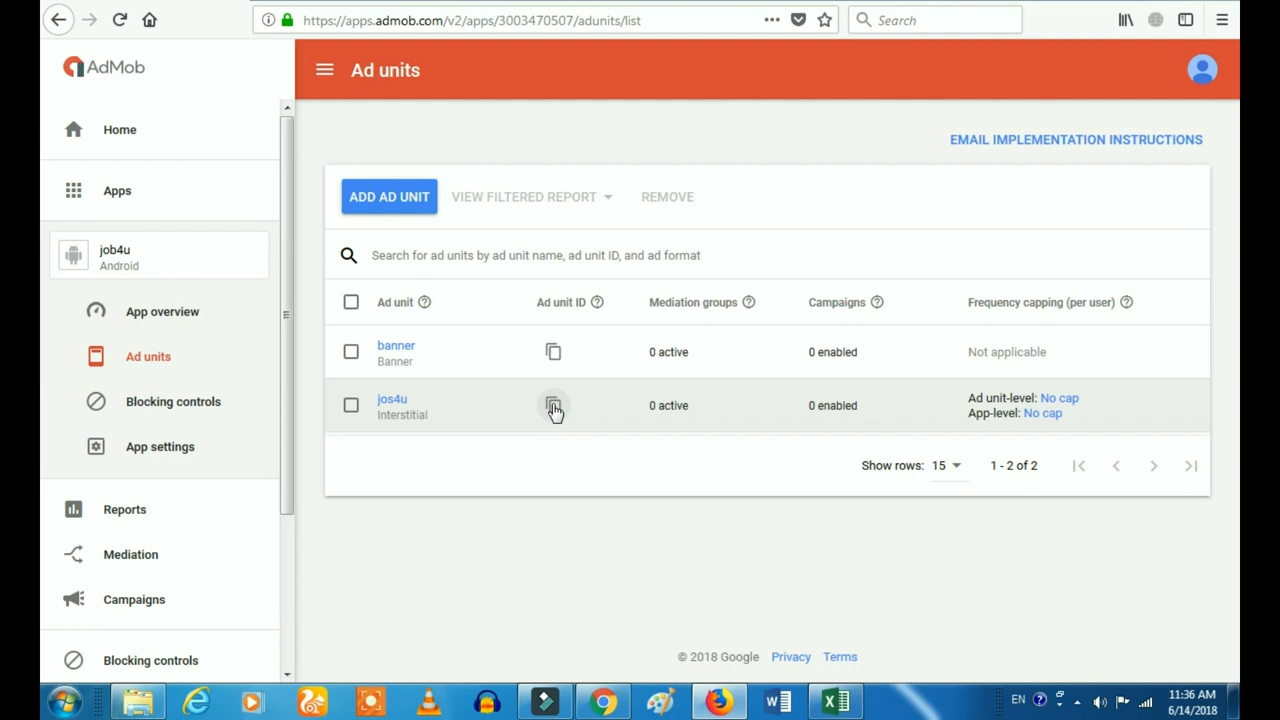 https://apps.admob.com/v2/apps/3003470507/adunits/list
Search
AdMob
Ad units
Home
Apps
job4u
Android
App overview
Ad units
Blocking controls
App settings
Reports
Mediation
Campaigns
Blocking controls
EMAIL IMPLEMENTATION INSTRUCTIONS
ADD AD UNIT VIEW FILTERED REPORT REMOVE
Search for ad units by ad unit name, ad unit ID, and ad format
Ad unit Ad unit ID Mediation groups Campaigns Frequency capping (per user)
banner
Banner
0 active 0 enabled Not applicable
jos4u
Interstitial
0 active 0 enabled
Ad unit-level: No cap
App-level: No cap
Show rows: 15 1 - 2 of 2
© 2018 Google Privacy Terms
EN
11:36 AM
6/14/2018